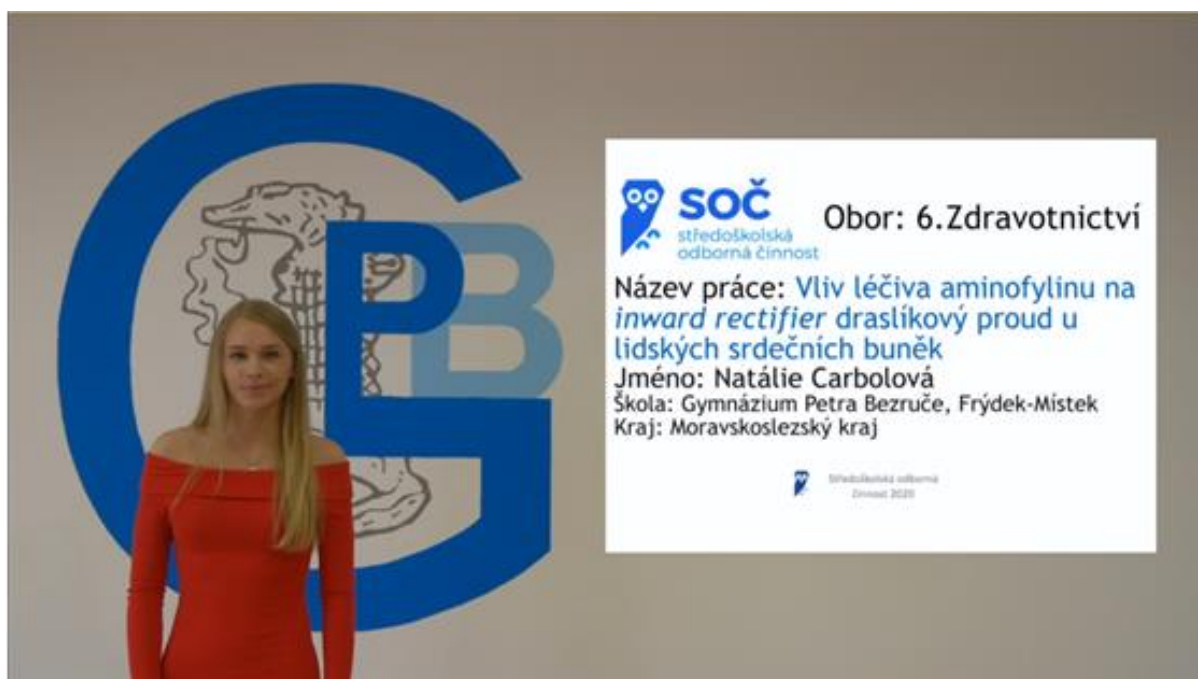 GPB
SOČ
středoškolská
odborná činnost
Obor: 6.Zdravotnictví
Název práce: Vliv léčiva aminofylinu na
inward rectifier draslíkový proud u
lidských srdečních buněk
Jméno: Natálie Carbolová
Škola: Gymnázium Petra Bezruče, Frýdek-Místek
Kraj: Moravskoslezský kraj
Středoškolská odborná
činnost 2020